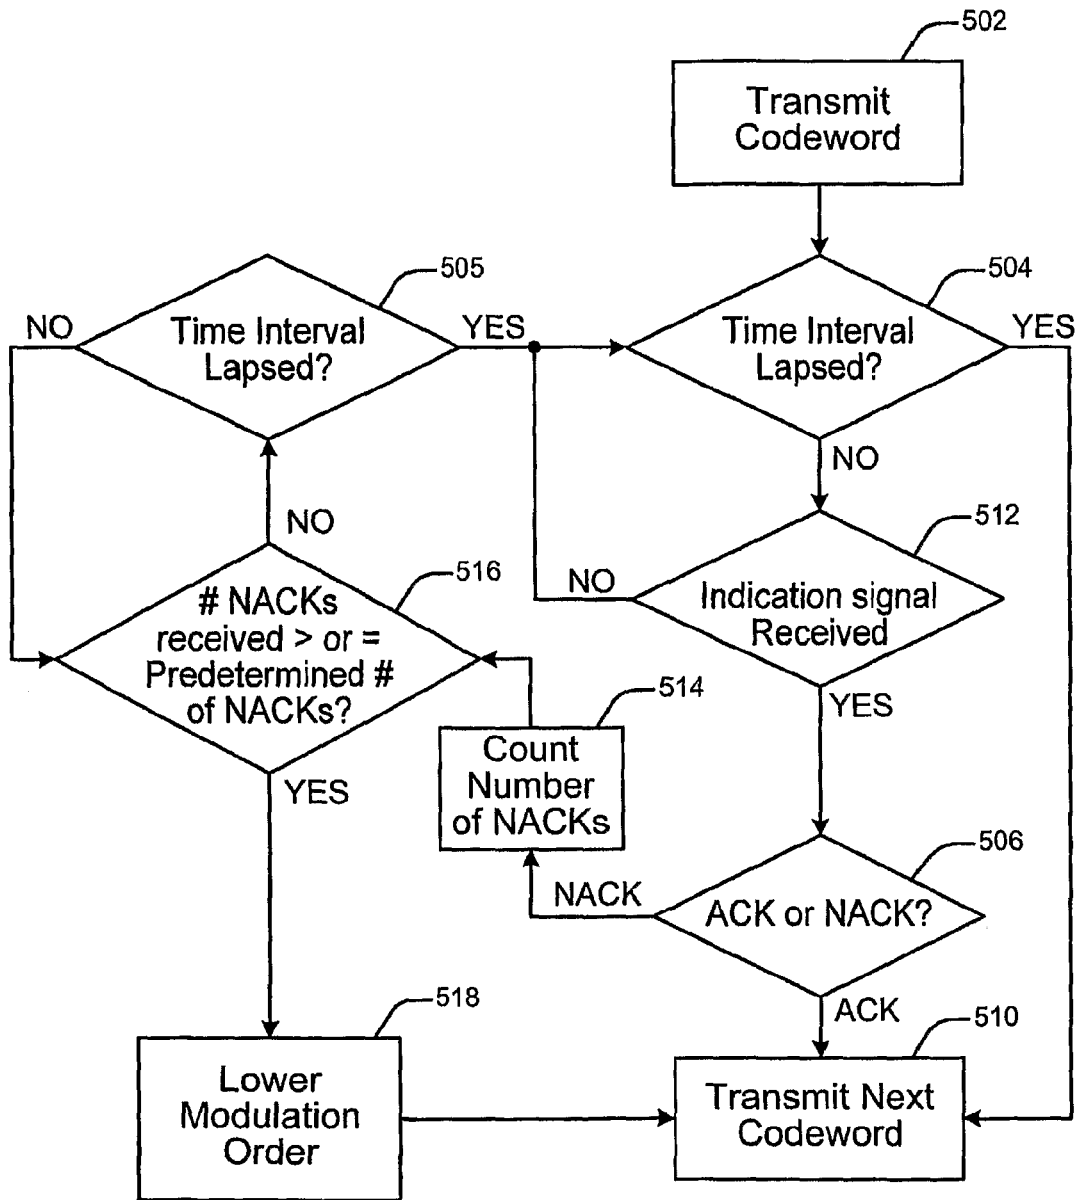 502
Transmit
Codeword
505
504
NO
Time Interval
Lapsed?
YES
Time Interval
Lapsed?
YES
NO
NO
512
516
# NACKs
received > or =
Predetermined #
of NACKs?
NO
Indication signal
Received
514
YES
YES
Count
Number
of NACKs
506
NACK
ACK or NACK?
518
ACK
510
Lower
Modulation
Order
Transmit Next
Codeword